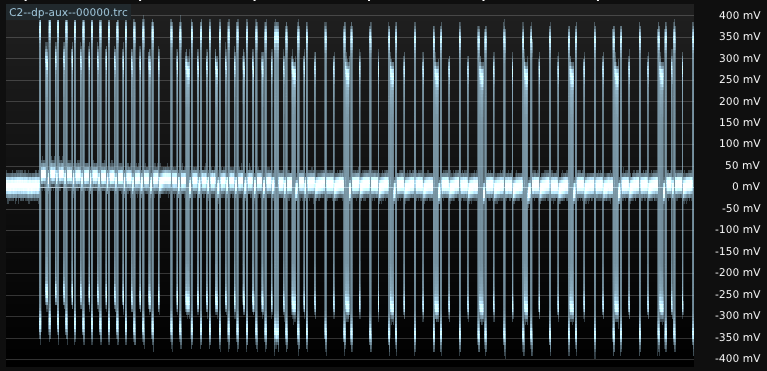 C2--dp-aux--00000.trc
400 mV
350 mV
300 mV
250 mV
200 mV
150 mV
100 mV
50 mV
0 mV
-50 mV
-100 mV
-150 mV
-200 mV
-250 mV
-300 mV
-350 mV
-400 mV